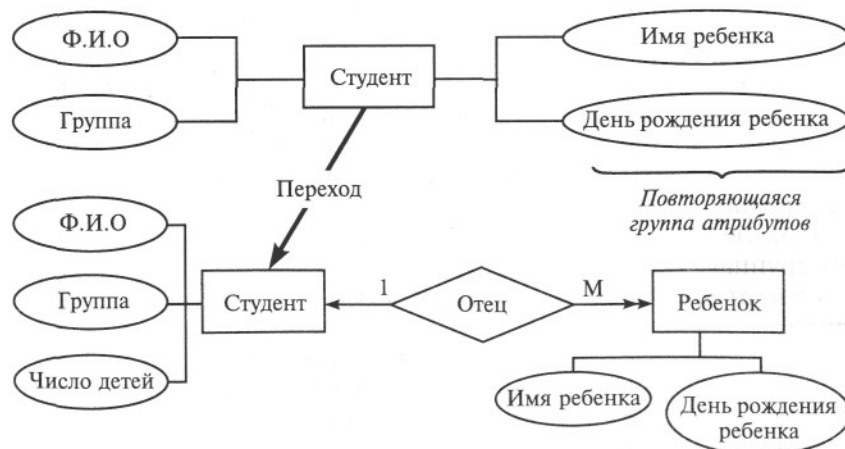 Ф.И.О
Студент
Имя ребенка
Группа
День рождения ребенка
Переход
Повторяющаяся
группа атрибутов
Ф.И.О
Группа
Студент
1
Отец
М
Ребенок
Число детей
Имя ребенка
День рождения
ребенка